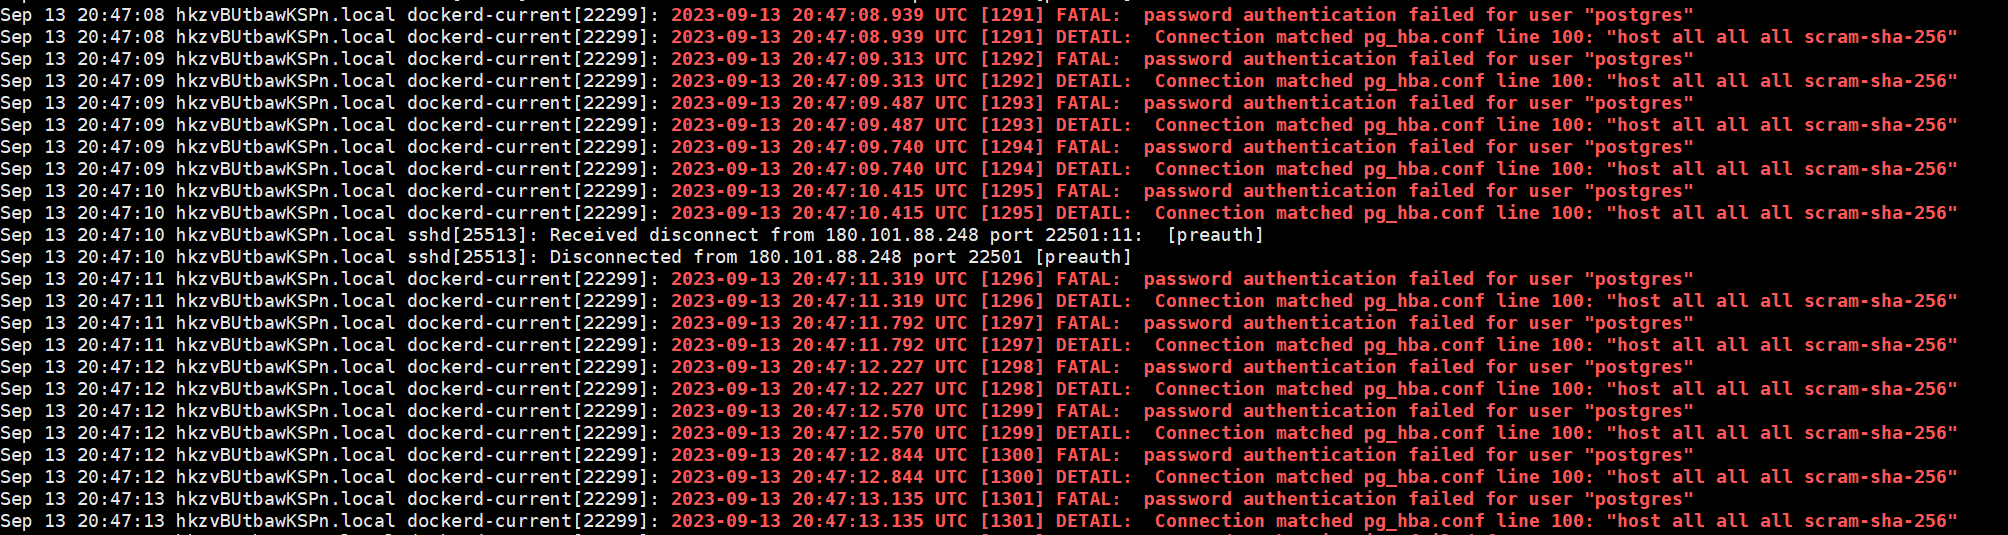 Sep 13 20:47:08 hkzvBUtbawKSPn.local dockerd-current[22299]: 2023-09-13 20:47:08.939 UTC [1291] FATAL:  password authentication failed for user "postgres"
Sep 13 20:47:08 hkzvBUtbawKSPn.local dockerd-current[22299]: 2023-09-13 20:47:08.939 UTC [1291] DETAIL:  Connection matched pg_hba.conf line 100: "host all all all scram-sha-256"
Sep 13 20:47:09 hkzvBUtbawKSPn.local dockerd-current[22299]: 2023-09-13 20:47:09.313 UTC [1292] FATAL:  password authentication failed for user "postgres"
Sep 13 20:47:09 hkzvBUtbawKSPn.local dockerd-current[22299]: 2023-09-13 20:47:09.313 UTC [1292] DETAIL:  Connection matched pg_hba.conf line 100: "host all all all scram-sha-256"
Sep 13 20:47:09 hkzvBUtbawKSPn.local dockerd-current[22299]: 2023-09-13 20:47:09.487 UTC [1293] FATAL:  password authentication failed for user "postgres"
Sep 13 20:47:09 hkzvBUtbawKSPn.local dockerd-current[22299]: 2023-09-13 20:47:09.487 UTC [1293] DETAIL:  Connection matched pg_hba.conf line 100: "host all all all scram-sha-256"
Sep 13 20:47:09 hkzvBUtbawKSPn.local dockerd-current[22299]: 2023-09-13 20:47:09.740 UTC [1294] FATAL:  password authentication failed for user "postgres"
Sep 13 20:47:09 hkzvBUtbawKSPn.local dockerd-current[22299]: 2023-09-13 20:47:09.740 UTC [1294] DETAIL:  Connection matched pg_hba.conf line 100: "host all all all scram-sha-256"
Sep 13 20:47:10 hkzvBUtbawKSPn.local dockerd-current[22299]: 2023-09-13 20:47:10.415 UTC [1295] FATAL:  password authentication failed for user "postgres"
Sep 13 20:47:10 hkzvBUtbawKSPn.local dockerd-current[22299]: 2023-09-13 20:47:10.415 UTC [1295] DETAIL:  Connection matched pg_hba.conf line 100: "host all all all scram-sha-256"
Sep 13 20:47:10 hkzvBUtbawKSPn.local sshd[25513]: Received disconnect from 180.101.88.248 port 22501:11:  [preauth]
Sep 13 20:47:10 hkzvBUtbawKSPn.local sshd[25513]: Disconnected from 180.101.88.248 port 22501 [preauth]
Sep 13 20:47:11 hkzvBUtbawKSPn.local dockerd-current[22299]: 2023-09-13 20:47:11.319 UTC [1296] FATAL:  password authentication failed for user "postgres"
Sep 13 20:47:11 hkzvBUtbawKSPn.local dockerd-current[22299]: 2023-09-13 20:47:11.319 UTC [1296] DETAIL:  Connection matched pg_hba.conf line 100: "host all all all scram-sha-256"
Sep 13 20:47:11 hkzvBUtbawKSPn.local dockerd-current[22299]: 2023-09-13 20:47:11.792 UTC [1297] FATAL:  password authentication failed for user "postgres"
Sep 13 20:47:11 hkzvBUtbawKSPn.local dockerd-current[22299]: 2023-09-13 20:47:11.792 UTC [1297] DETAIL:  Connection matched pg_hba.conf line 100: "host all all all scram-sha-256"
Sep 13 20:47:12 hkzvBUtbawKSPn.local dockerd-current[22299]: 2023-09-13 20:47:12.227 UTC [1298] FATAL:  password authentication failed for user "postgres"
Sep 13 20:47:12 hkzvBUtbawKSPn.local dockerd-current[22299]: 2023-09-13 20:47:12.227 UTC [1298] DETAIL:  Connection matched pg_hba.conf line 100: "host all all all scram-sha-256"
Sep 13 20:47:12 hkzvBUtbawKSPn.local dockerd-current[22299]: 2023-09-13 20:47:12.570 UTC [1299] FATAL:  password authentication failed for user "postgres"
Sep 13 20:47:12 hkzvBUtbawKSPn.local dockerd-current[22299]: 2023-09-13 20:47:12.570 UTC [1299] DETAIL:  Connection matched pg_hba.conf line 100: "host all all all scram-sha-256"
Sep 13 20:47:12 hkzvBUtbawKSPn.local dockerd-current[22299]: 2023-09-13 20:47:12.844 UTC [1300] FATAL:  password authentication failed for user "postgres"
Sep 13 20:47:12 hkzvBUtbawKSPn.local dockerd-current[22299]: 2023-09-13 20:47:12.844 UTC [1300] DETAIL:  Connection matched pg_hba.conf line 100: "host all all all scram-sha-256"
Sep 13 20:47:13 hkzvBUtbawKSPn.local dockerd-current[22299]: 2023-09-13 20:47:13.135 UTC [1301] FATAL:  password authentication failed for user "postgres"
Sep 13 20:47:13 hkzvBUtbawKSPn.local dockerd-current[22299]: 2023-09-13 20:47:13.135 UTC [1301] DETAIL:  Connection matched pg_hba.conf line 100: "host all all all scram-sha-256"